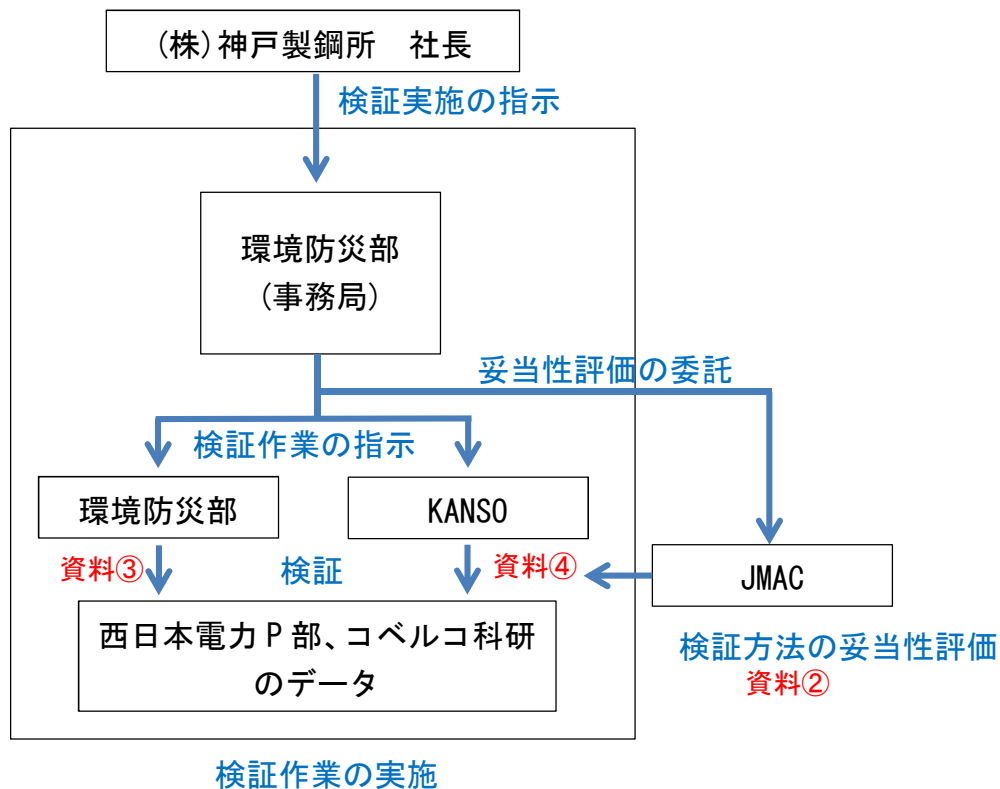 (株)神戸製鋼所　社長
検証実施の指示
環境防災部
(事務局)
妥当性評価の委託
検証作業の指示
環境防災部
KANSO
資料③
検証
資料④
JMAC
西日本電力P部、コベルコ科研
のデータ
検証方法の妥当性評価
資料②
検証作業の実施